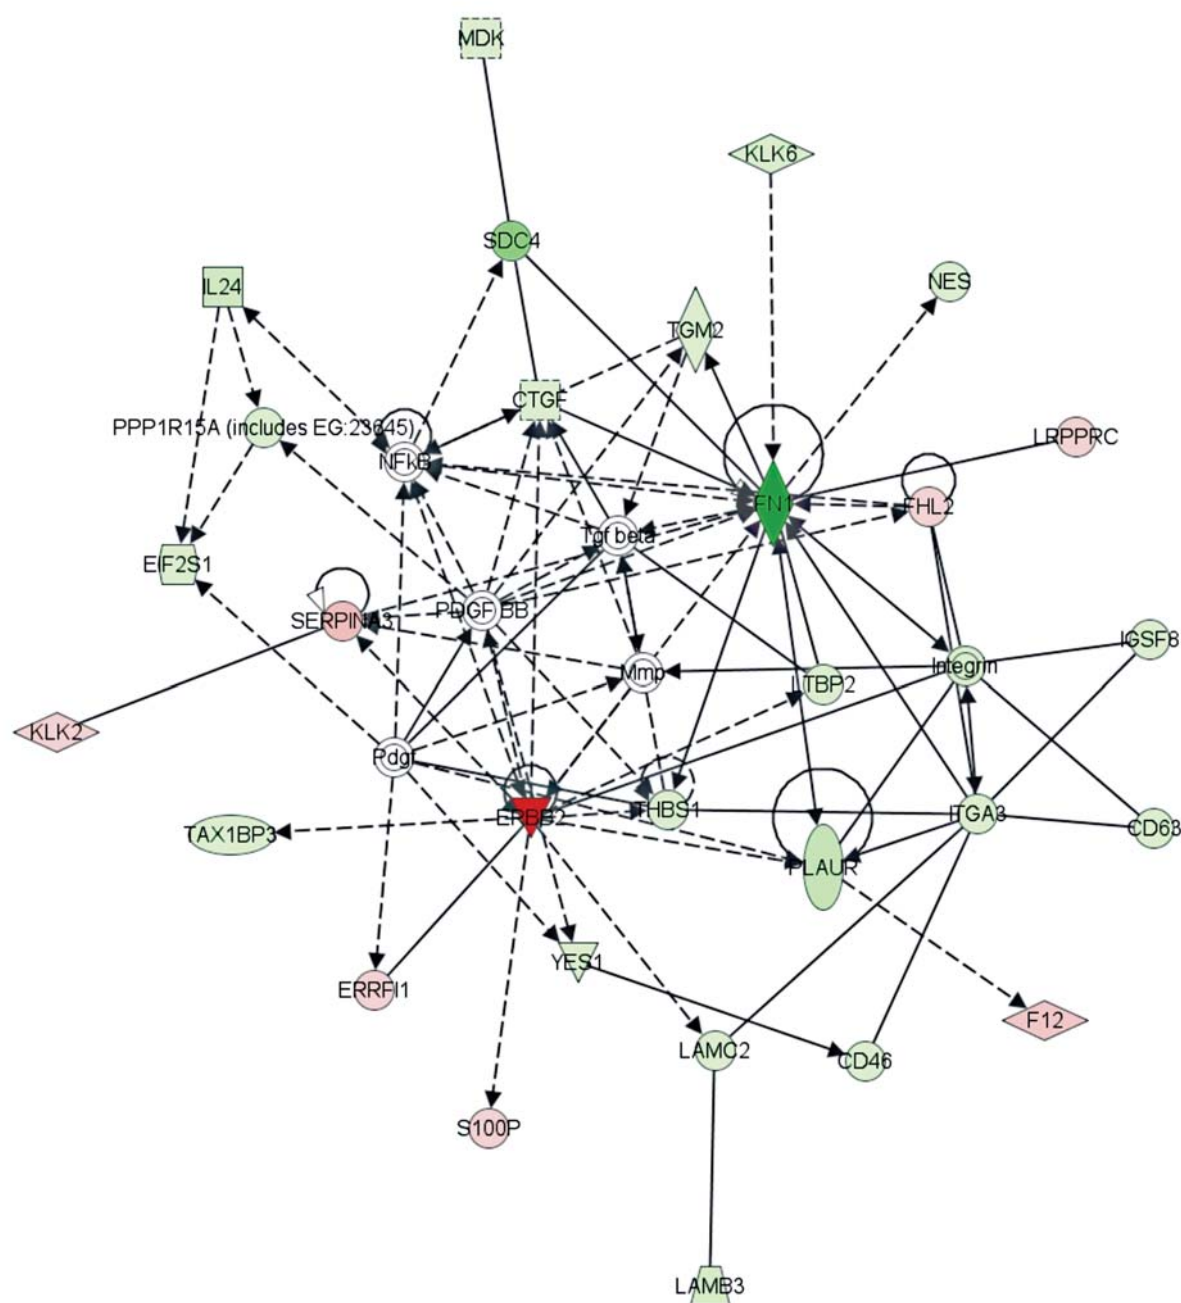 MDK
KLK6
SDC4
NES
IL24
TGM2
CTGF
PPP1R15A (includes EG:23645)
LRPPRC
NFkB
FN1
FHL2
Tgf beta
EIF2S1
PDGF BB
SERPINA3
IGSF8
Integrin
Mmp
LTBP2
KLK2
Pdgf
ERBB2
THBS1
ITGA3
CD63
TAX1BP3
PLAUR
YES1
ERRFI1
F12
LAMC2
CD46
S100P
LAMB3